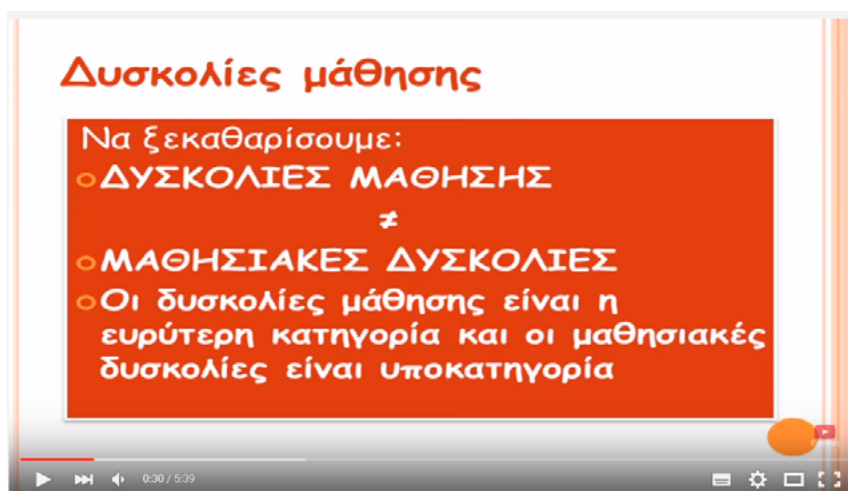 Δυσκολίες μάθησης
Να ξεκαθαρίσουμε:
ΔΥΣΚΟΛΙΕΣ ΜΑΘΗΣΗΣ
≠
ΜΑΘΗΣΙΑΚΕΣ ΔΥΣΚΟΛΙΕΣ
Οι δυσκολίες μάθησης είναι η
ευρύτερη κατηγορία και οι μαθησιακές
δυσκολίες είναι υποκατηγορία
0:30 / 5:39